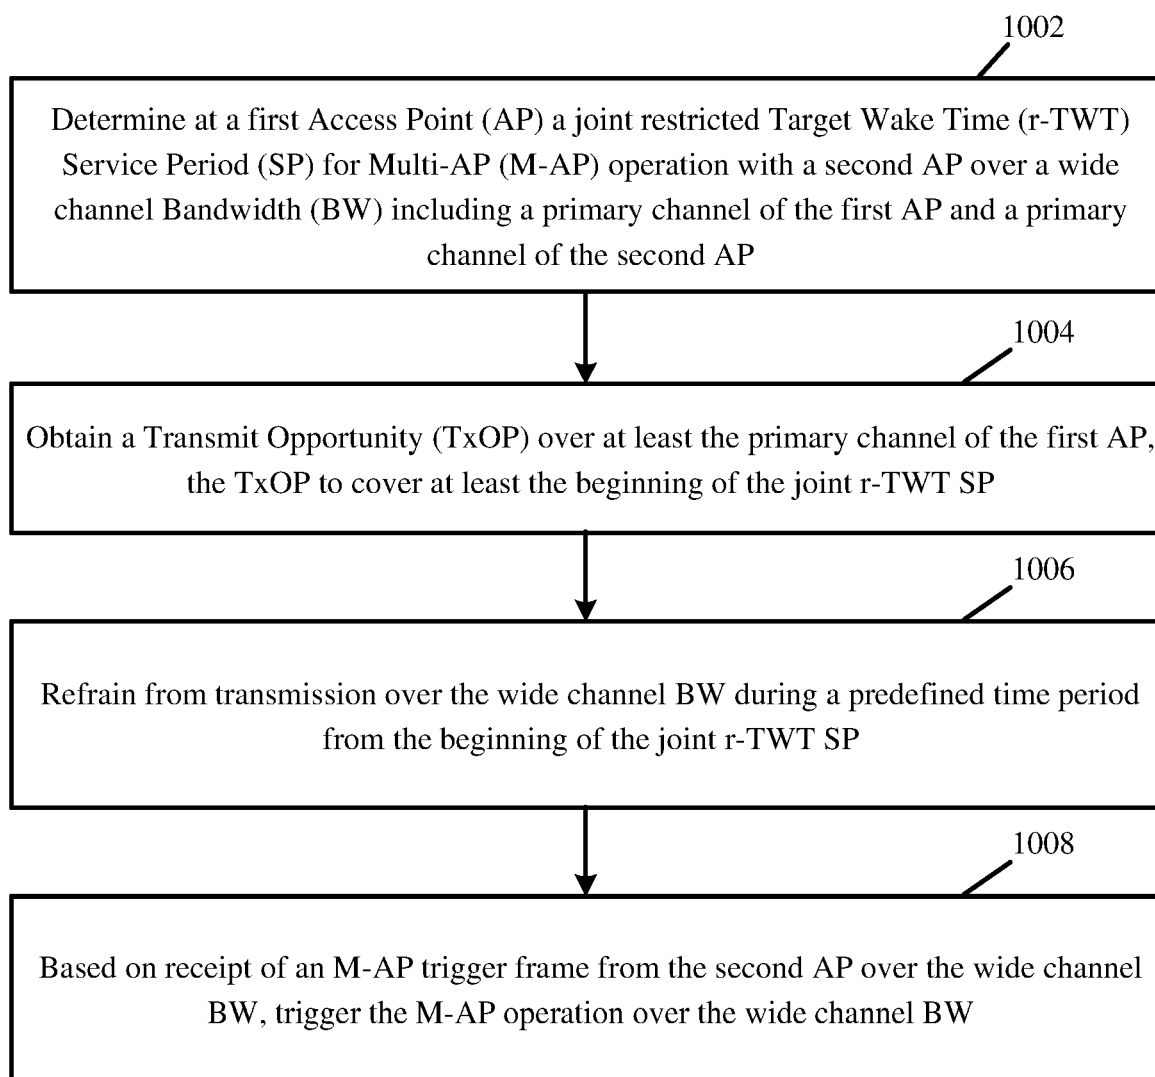 1002
Determine at a first Access Point (AP) a joint restricted Target Wake Time (r-TWT)
Service Period (SP) for Multi-AP (M-AP) operation with a second AP over a wide
channel Bandwidth (BW) including a primary channel of the first AP and a primary
channel of the second AP
1004
Obtain a Transmit Opportunity (TxOP) over at least the primary channel of the first AP,
the TxOP to cover at least the beginning of the joint r-TWT SP
1006
Refrain from transmission over the wide channel BW during a predefined time period
from the beginning of the joint r-TWT SP
1008
Based on receipt of an M-AP trigger frame from the second AP over the wide channel
BW, trigger the M-AP operation over the wide channel BW